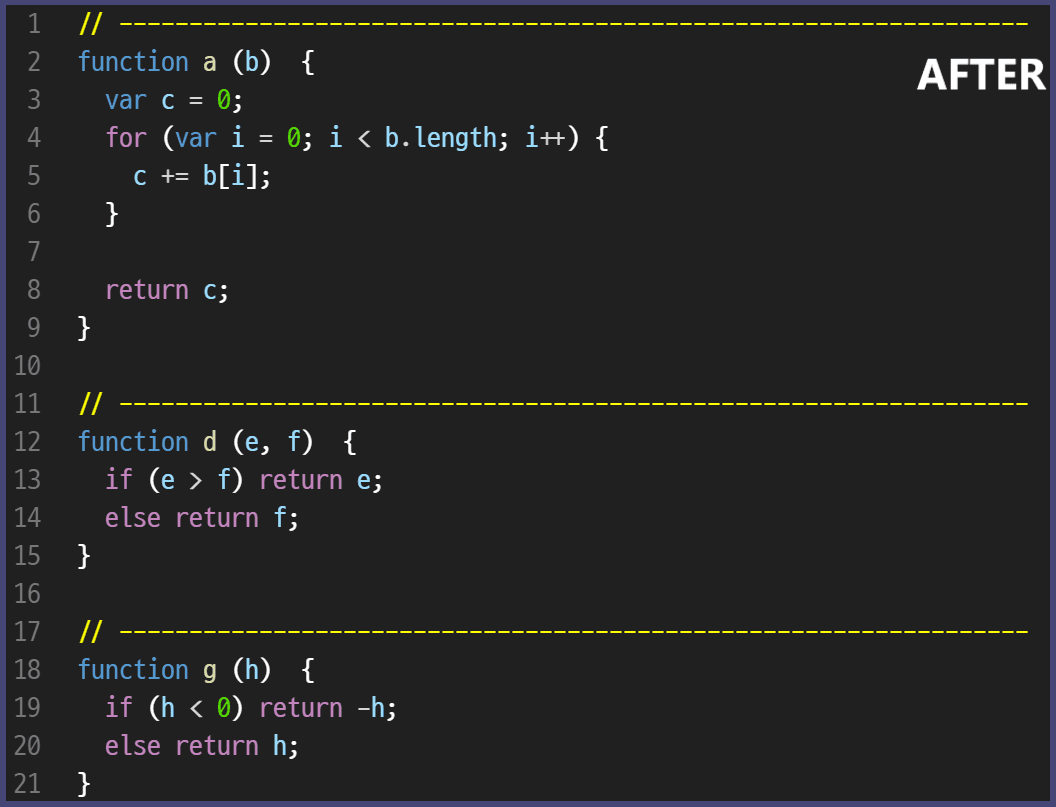 1 // -----------------------------------------------------------------
2 function a (b)  {
AFTER
3   var c = 0;
4   for (var i = 0; i < b.length; i++) {
5     c += b[i];
6   }
7
8   return c;
9 }
10
11 // -----------------------------------------------------------------
12 function d (e, f)  {
13   if (e > f) return e;
14   else return f;
15 }
16
17 // -----------------------------------------------------------------
18 function g (h)  {
19   if (h < 0) return -h;
20   else return h;
21 }